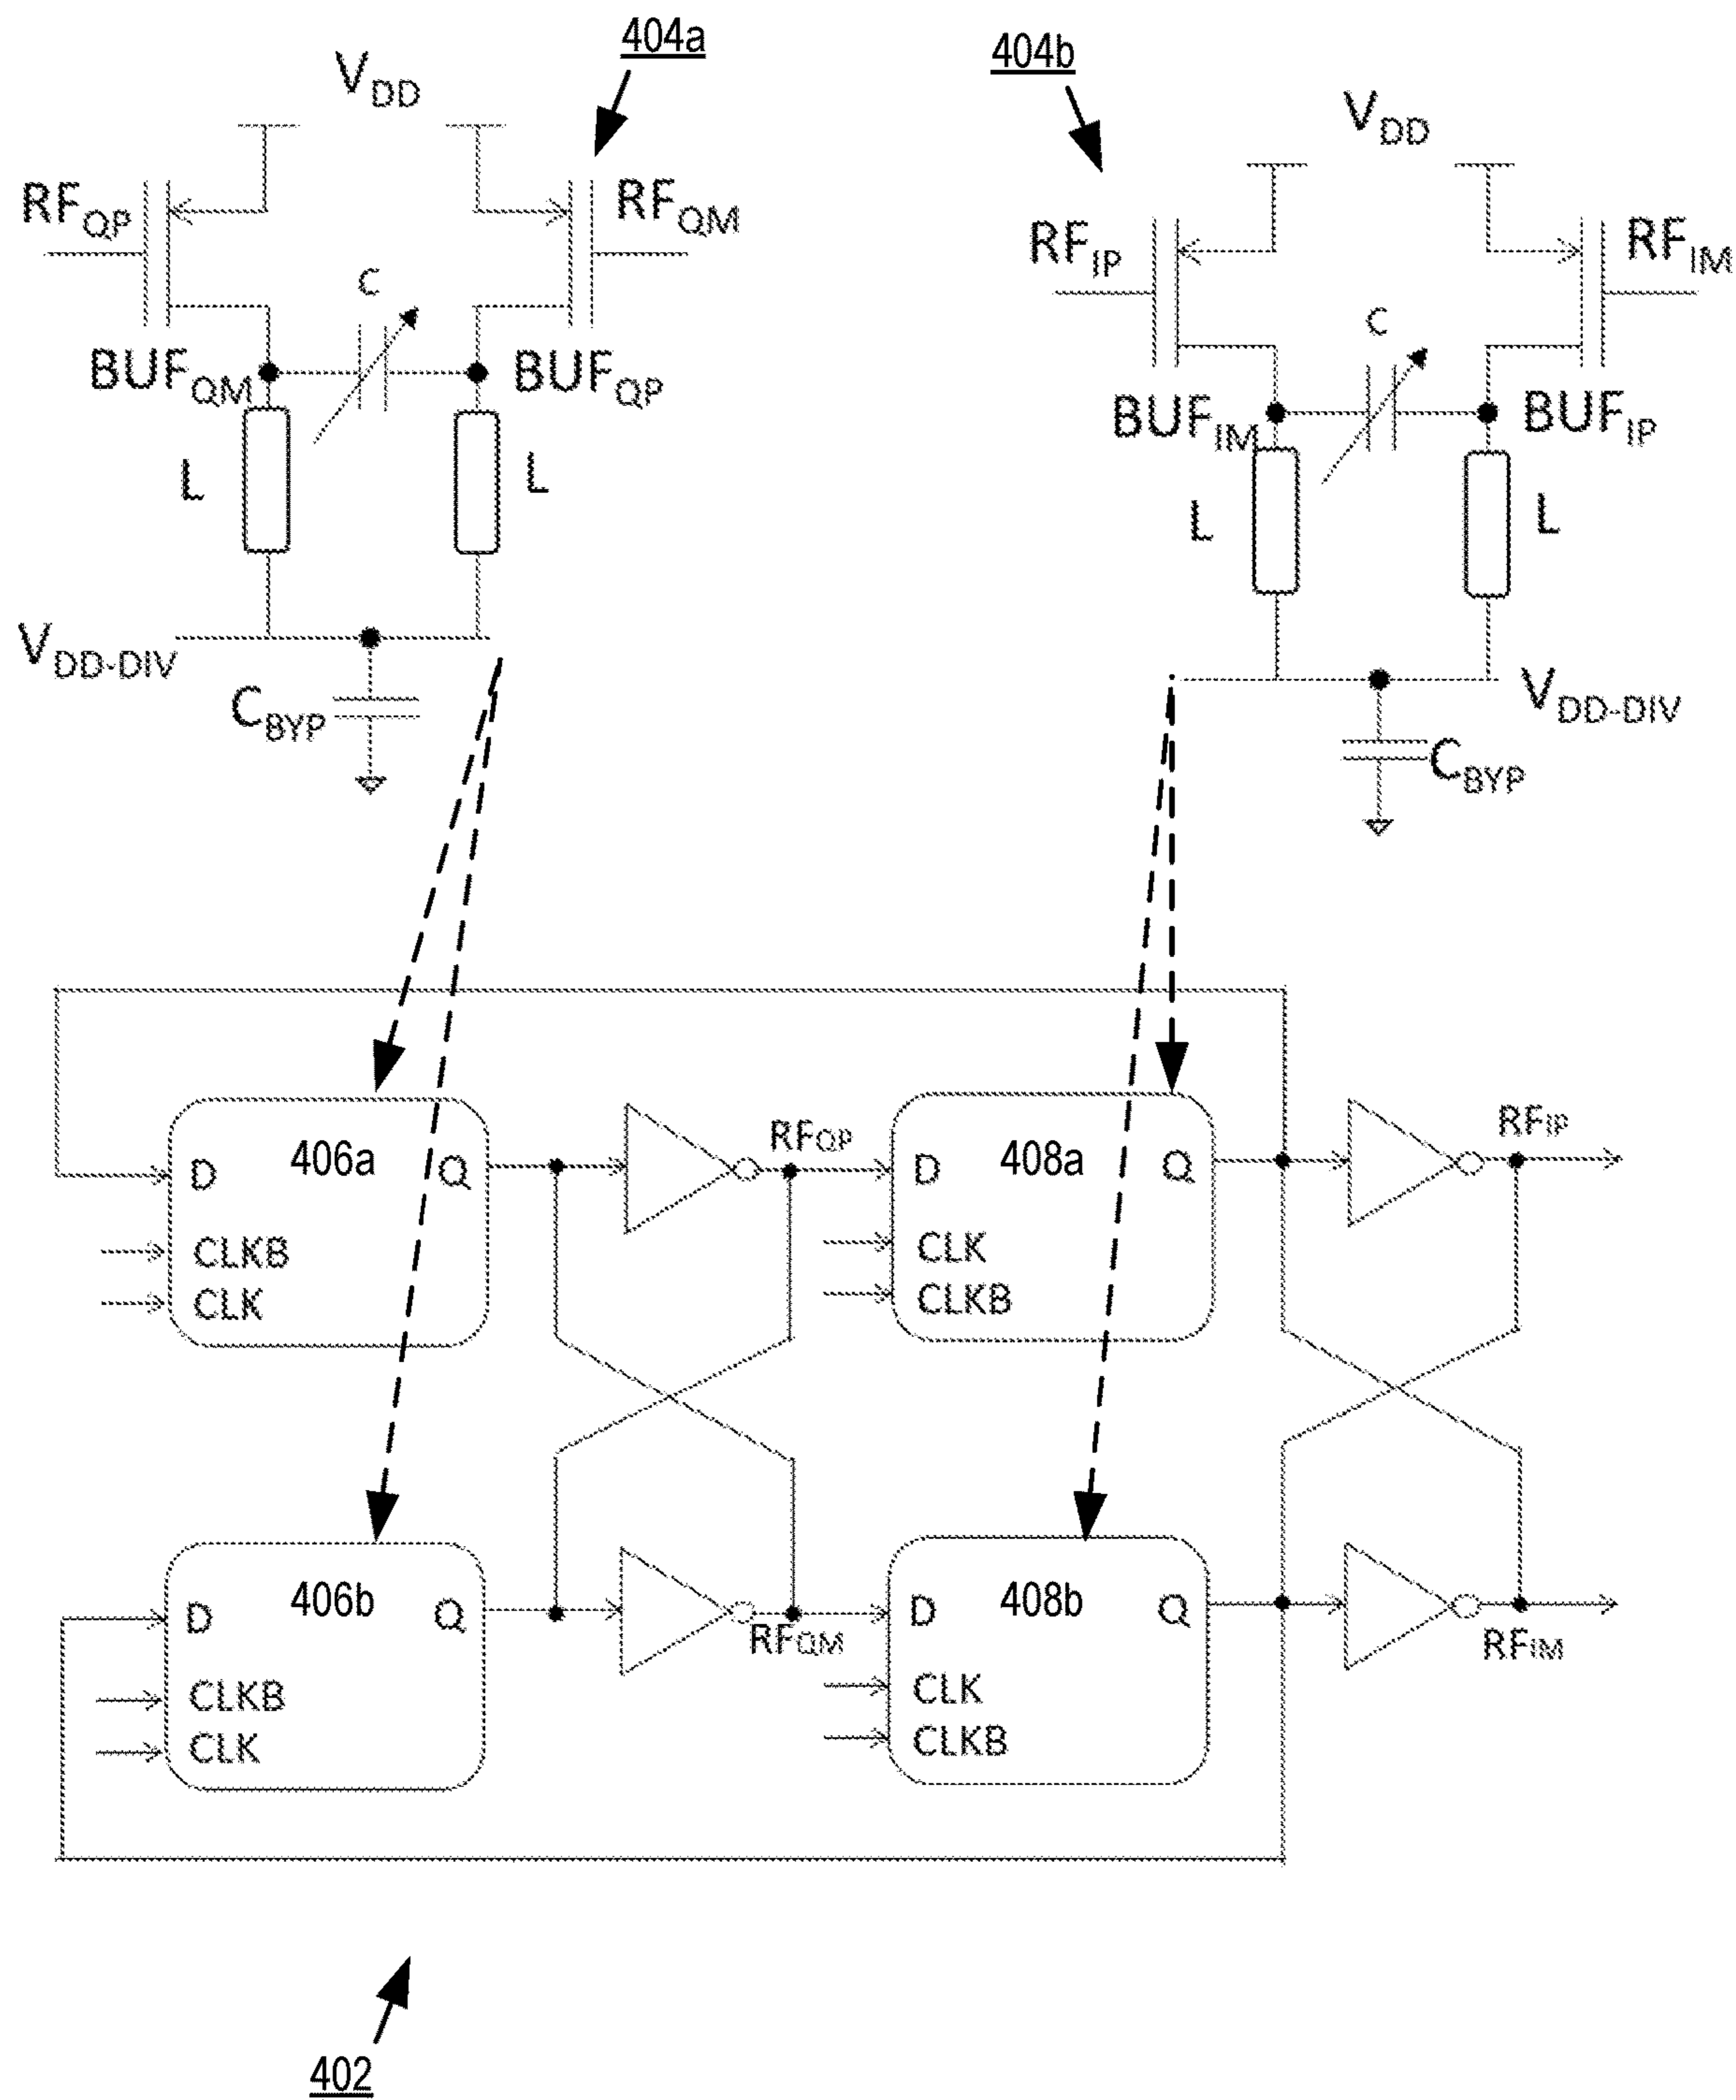 404a
404b
VDD
VDD
RFQP
RFQM
RFIP
RFIM
C
C
BUFQM
BUFQP
BUFIM
BUFIP
L
L
L
L
VDD-DIV
VDD-DIV
CBYP
CBYP
406a
D
Q
CLKB
CLK
RFQP
408a
D
Q
CLK
CLKB
RFIP
406b
D
Q
CLKB
CLK
RFQM
408b
D
Q
CLK
CLKB
RFIM
402